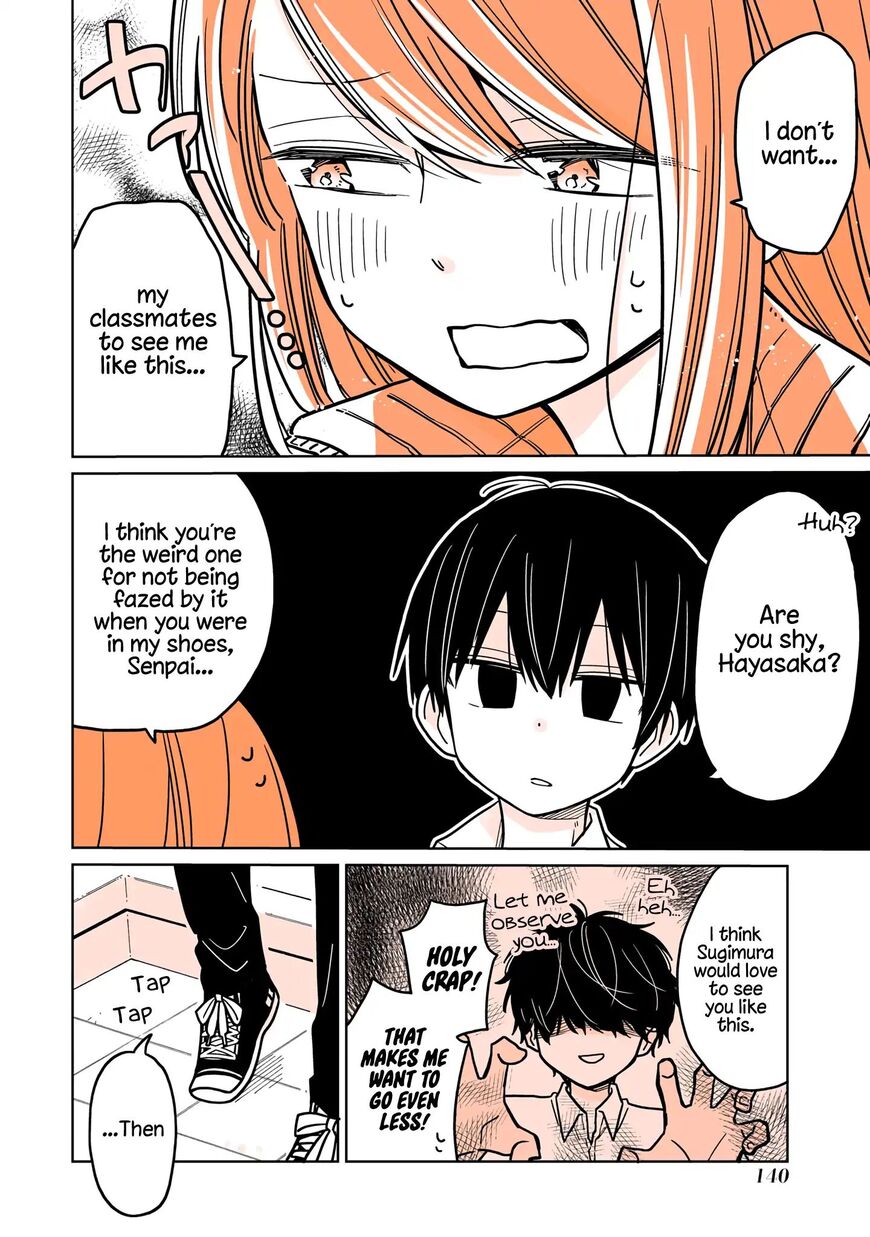 I don't
want...
my
classmates
to see me
like this...
モヤ
Huh?
Are
you shy,
Hayasaka?
I think you're
the weird one
for not being
fazed by it
when you were
in my shoes,
Senpai...
I think
Sugimura
would love
to see
you like
this.
Eh
heh...
Let me
observe
you...
HOLY
CRAP!
THAT
MAKES ME
WANT TO
GO EVEN
LESS!
Tap
Tap
...Then
140